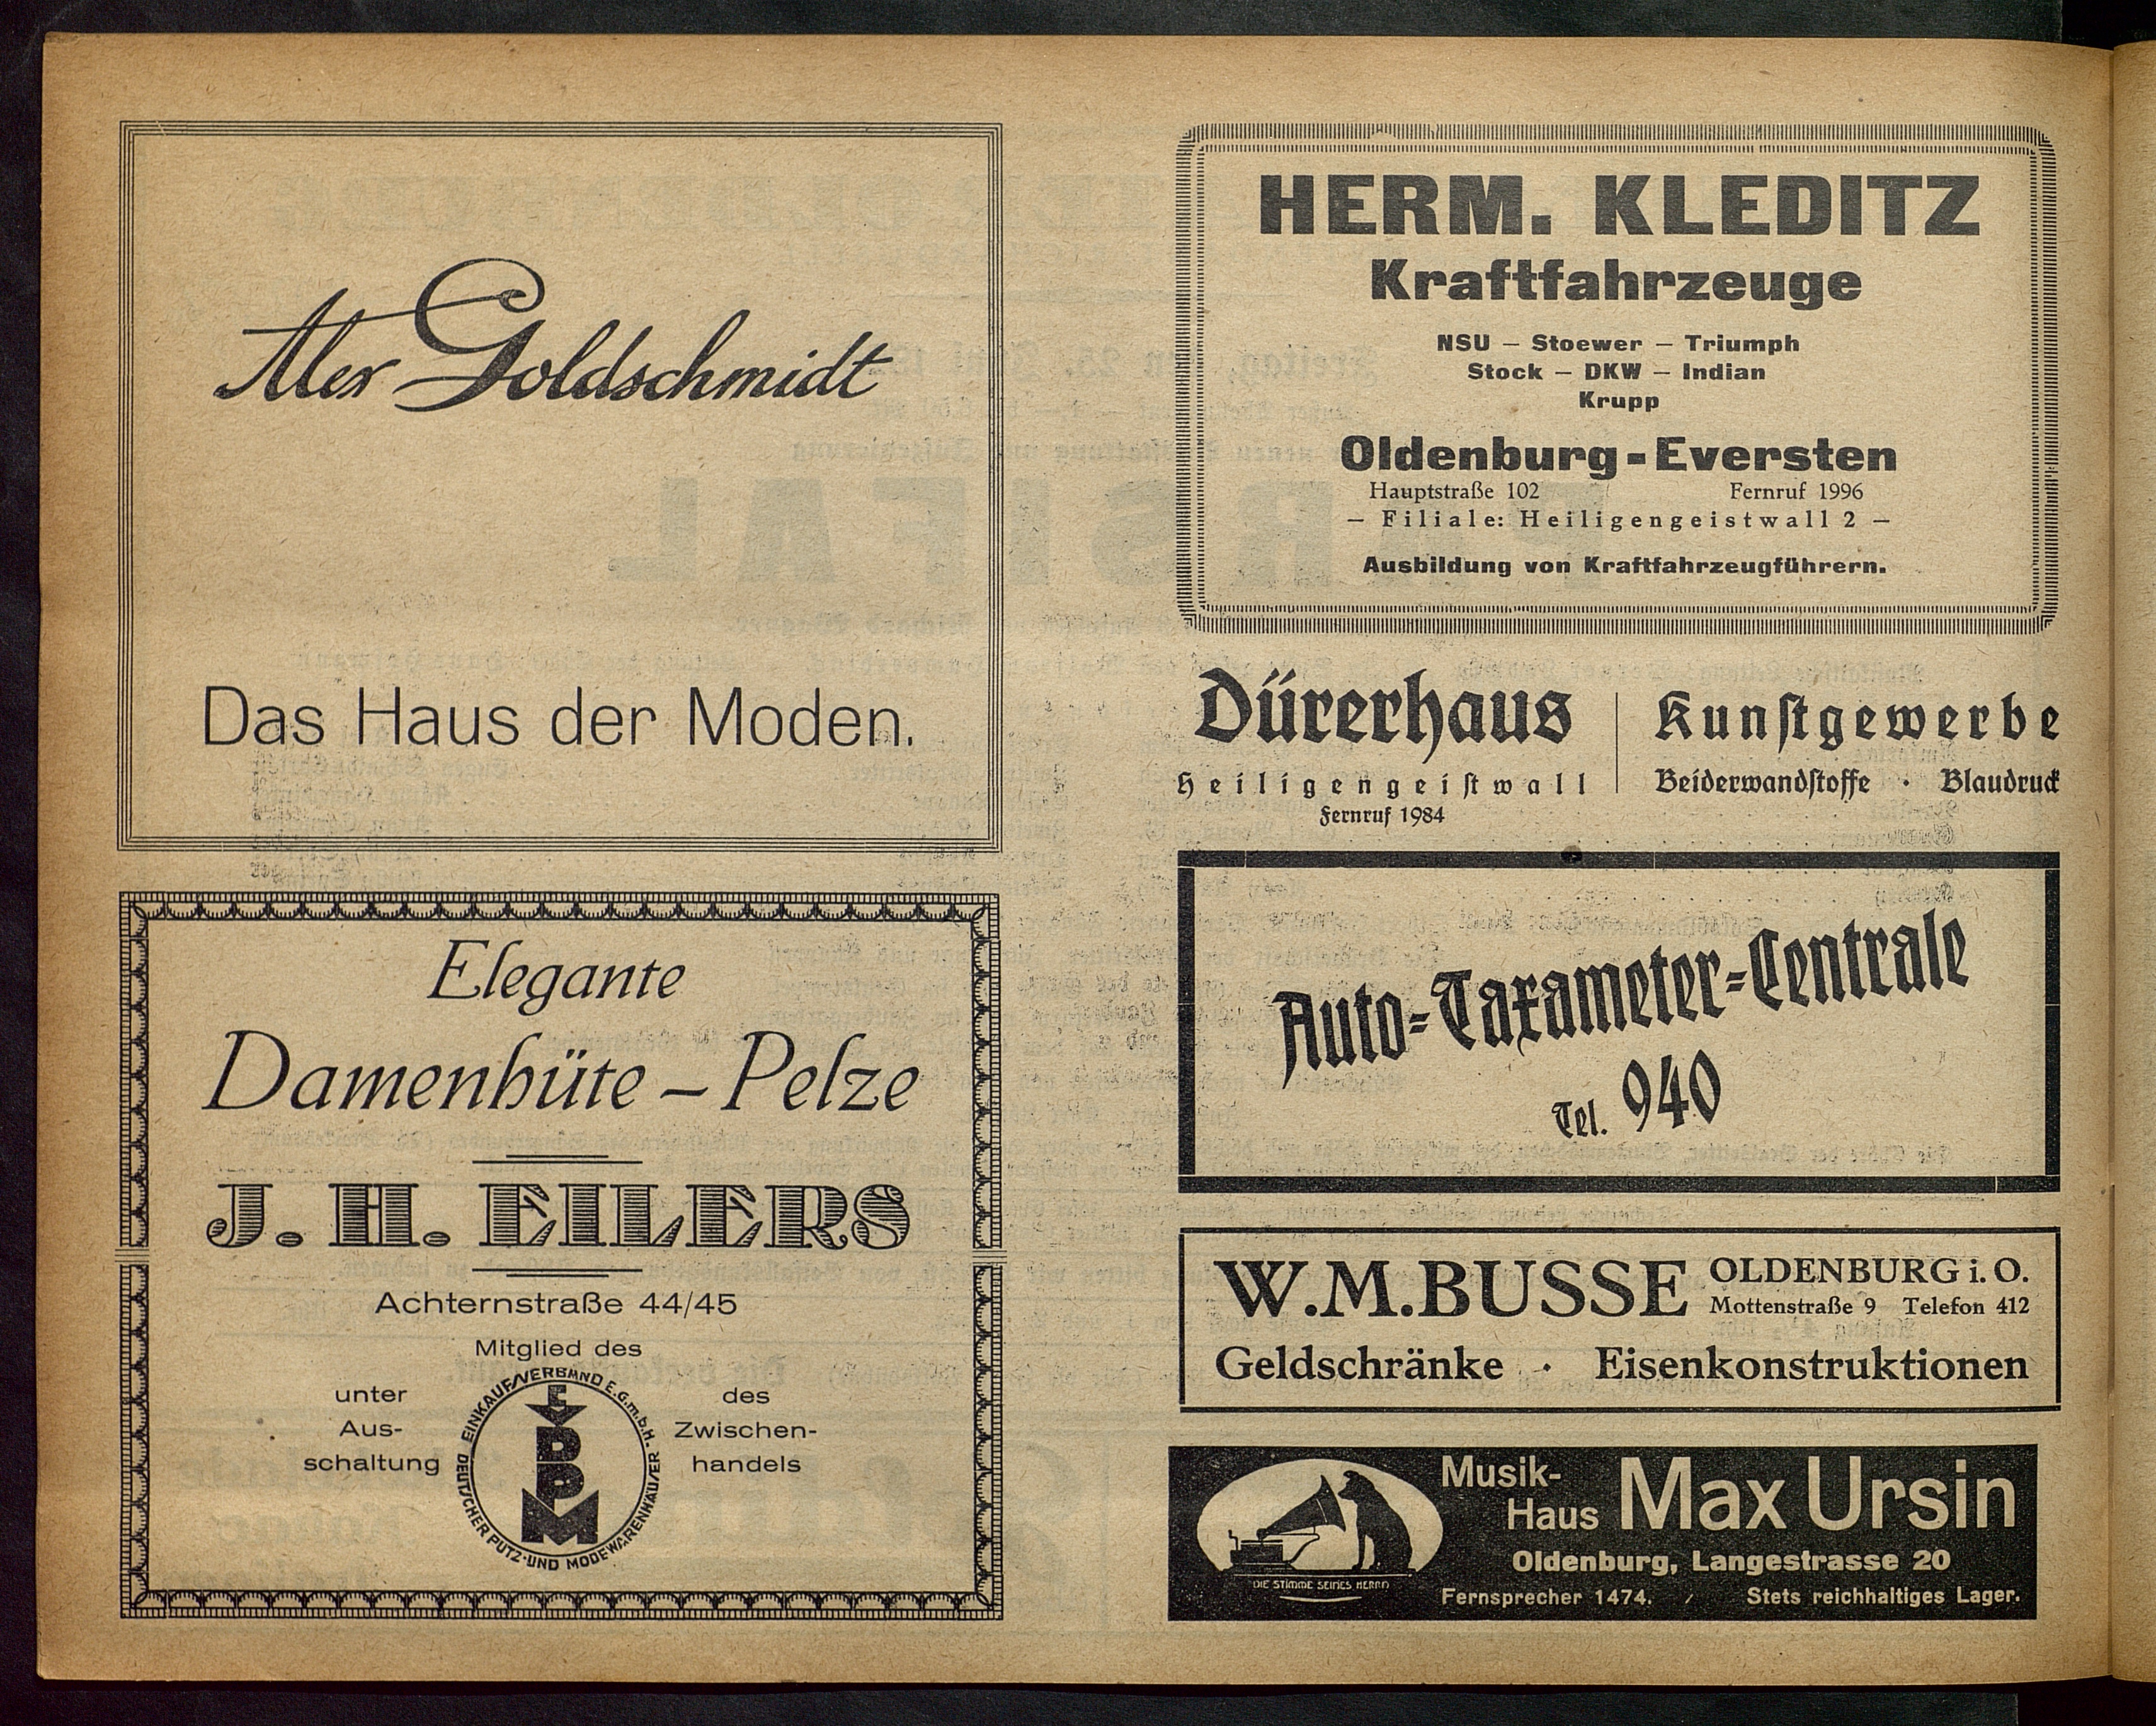 Alex Goldschmidt
Das Haus der Moden.
Elegante
Damenhüte – Pelze
J. H. EILERS
Achternstraße 44/45
Mitglied des
unter
Aus-
schaltung
DEUTSCHER PUTZ-UND MODEWARENHÄUSER EINKAUFSVERBAND E.G.m.b.H.
E
V
D
P
M
des
Zwischen-
handels
HERM. KLEDITZ
Kraftfahrzeuge
NSU – Stoewer – Triumph
Stock – DKW – Indian
Krupp
Oldenburg-Eversten
Hauptstraße 102 Fernruf 1996
– Filiale: Heiligengeistwall 2 –
Ausbildung von Kraftfahrzeugführern.
Dürerhaus
Heiligengeistwall
Fernruf 1984
Kunstgewerbe
Beiderwandstoffe · Blaudruck
Auto-Taxameter-Centrale
Tel. 940
W.M.BUSSE OLDENBURG i. O.
Mottenstraße 9 Telefon 412
Geldschränke · Eisenkonstruktionen
Musik-
Haus Max Ursin
Oldenburg, Langestrasse 20
DIE STIMME SEINES HERRN
Fernsprecher 1474. Stets reichhaltiges Lager.